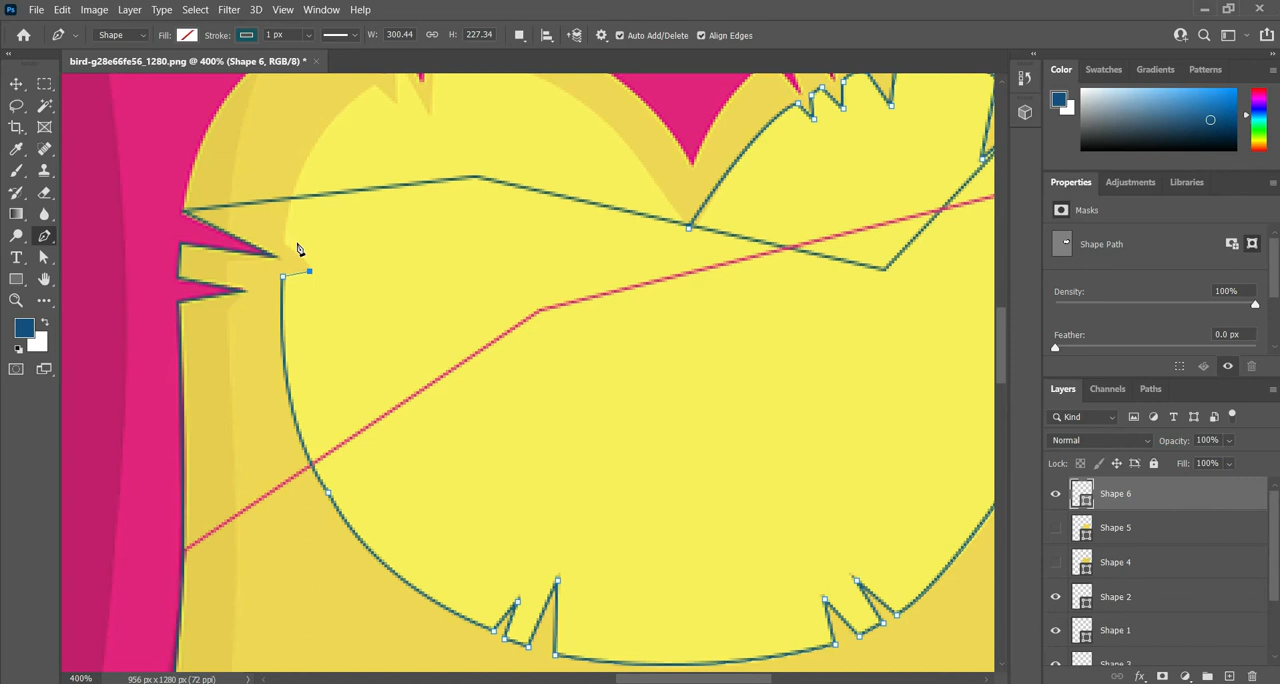 Ps File Edit Image Layer Type Select Filter 3D View Window Help
Shape Fill: Stroke: 1 px W: 300.44 H: 227.34 Auto Add/Delete Align Edges
bird-g28e66fe56_1280.png @ 400% (Shape 6, RGB/8) * ×
Color Swatches Gradients Patterns
Properties Adjustments Libraries
Masks
Shape Path
Density: 100%
Feather: 0.0 px
Layers Channels Paths
Kind
Normal Opacity: 100%
Lock: Fill: 100%
Shape 6
Shape 5
Shape 4
Shape 2
Shape 1
Shape 3
400% 956 px x 1280 px (72 ppi)